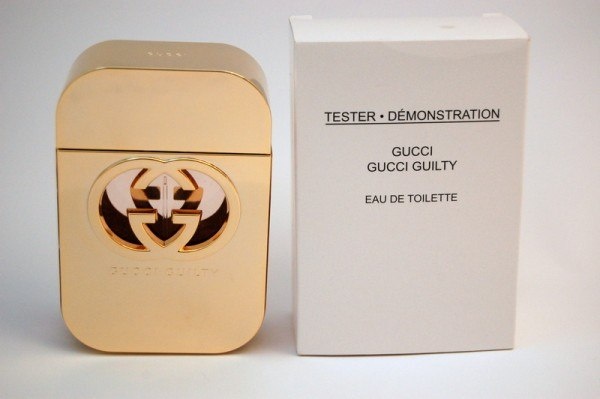 GUCCI GUILTY
TESTER • DÉMONSTRATION
GUCCI
GUCCI GUILTY
EAU DE TOILETTE